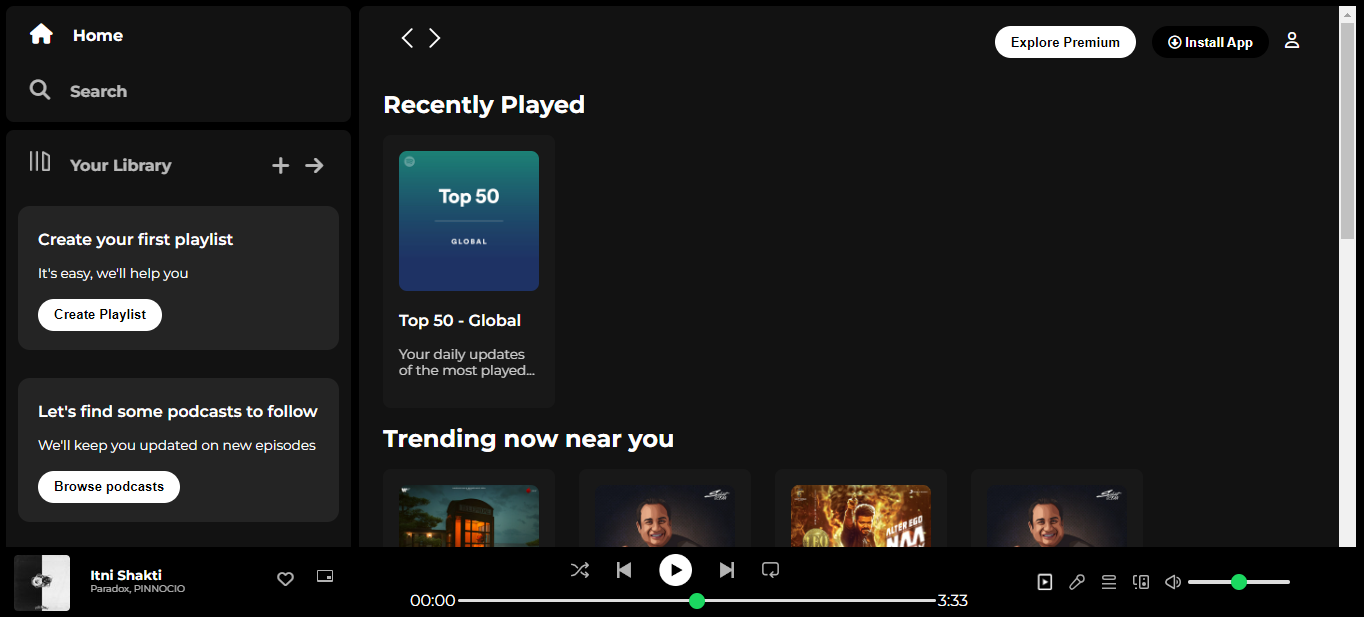 Home
Search
Your Library
Create your first playlist
It's easy, we'll help you
Create Playlist
Let's find some podcasts to follow
We'll keep you updated on new episodes
Browse podcasts
Explore Premium
Install App
Recently Played
Top 50
GLOBAL
Top 50 - Global
Your daily updates
of the most played...
Trending now near you
ALTER EGO
NAA
Itni Shakti
Paradox, PINNOCIO
00:00
3:33